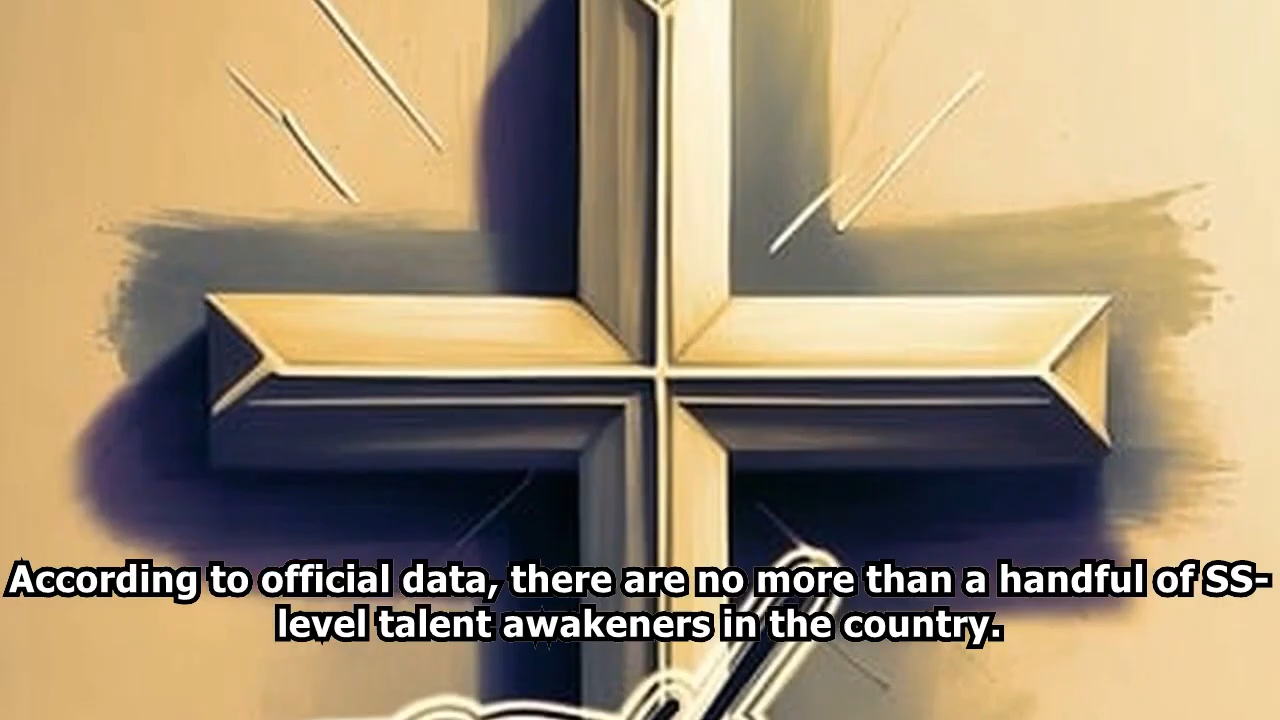 According to official data, there are no more than a handful of SS-
level talent awakeners in the country.